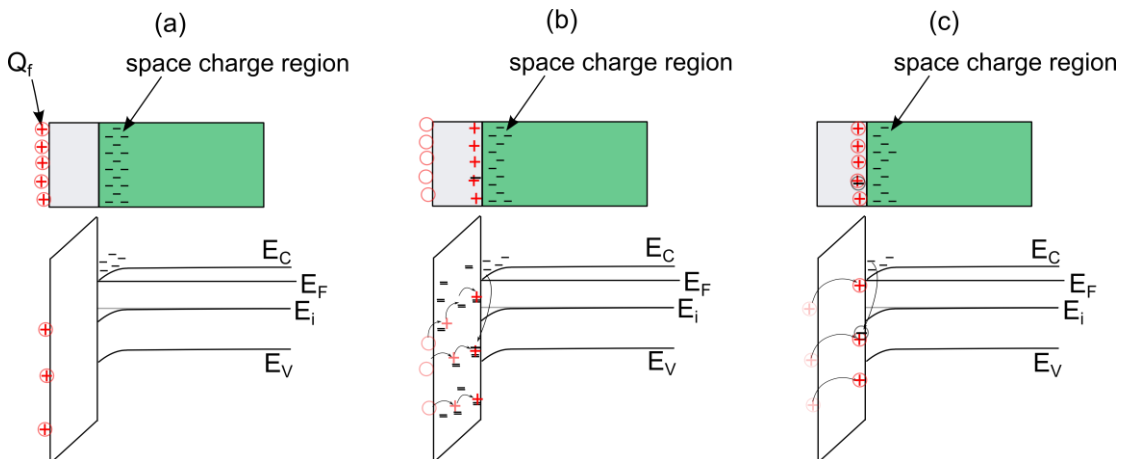 (a)
(b)
(c)
Q_f
space charge region
space charge region
space charge region
E_C
E_F
E_i
E_V
E_C
E_F
E_i
E_V
E_C
E_F
E_i
E_V